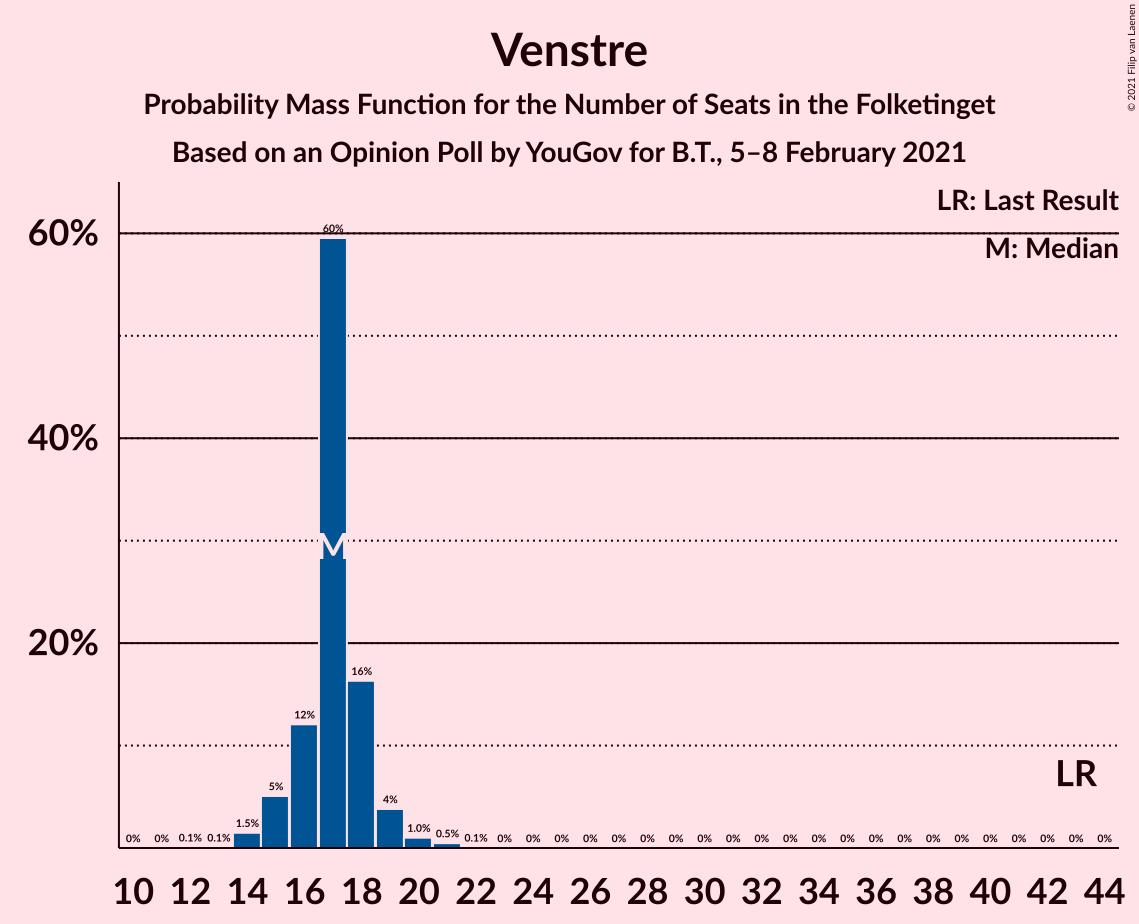 Venstre
Probability Mass Function for the Number of Seats in the Folketinget
Based on an Opinion Poll by YouGov for B.T., 5–8 February 2021
© 2021 Filip van Laenen
LR: Last Result
M: Median
60%
40%
20%
60%
M
16%
12%
LR
5%
4%
1.5%
1.0%
0.5%
0% 0% 0.1% 0.1% 0.1% 0% 0% 0% 0% 0% 0% 0% 0% 0% 0% 0% 0% 0% 0% 0% 0% 0% 0% 0% 0% 0% 0%
10 12 14 16 18 20 22 24 26 28 30 32 34 36 38 40 42 44